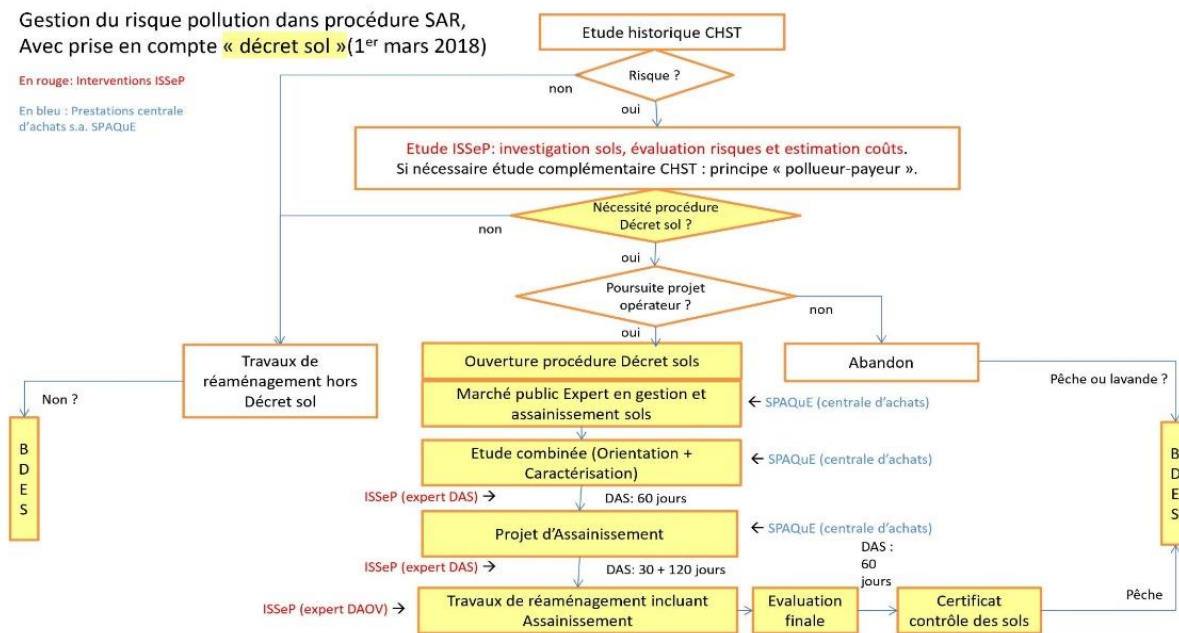 Gestion du risque pollution dans procédure SAR,
Avec prise en compte « décret sol »(1er mars 2018)
En rouge: Interventions ISSeP
En bleu : Prestations centrale
d'achats s.a. SPAQuE
Etude historique CHST
Risque ?
non
oui
Etude ISSeP: investigation sols, évaluation risques et estimation coûts.
Si nécessaire étude complémentaire CHST : principe « pollueur-payeur ».
Nécessité procédure
Décret sol ?
non
oui
Poursuite projet
opérateur ?
non
oui
Travaux de
réaménagement hors
Décret sol
Non ?
B
D
E
S
Ouverture procédure Décret sols
Abandon
Pêche ou lavande ?
Marché public Expert en gestion et
assainissement sols
← SPAQuE (centrale d'achats)
Etude combinée (Orientation +
Caractérisation)
← SPAQuE (centrale d'achats)
B
D
E
S
ISSeP (expert DAS) →
DAS: 60 jours
Projet d'Assainissement
← SPAQuE (centrale d'achats)
ISSeP (expert DAS) →
DAS: 30 + 120 jours
DAS :
60
jours
ISSeP (expert DAOV) →
Travaux de réaménagement incluant
Assainissement
Evaluation
finale
Certificat
contrôle des sols
Pêche